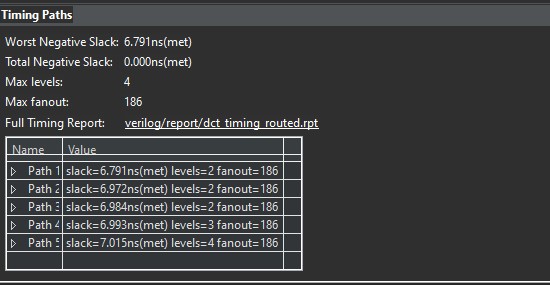 Timing Paths
Worst Negative Slack: 6.791ns(met)
Total Negative Slack: 0.000ns(met)
Max levels: 4
Max fanout: 186
Full Timing Report: verilog/report/dct_timing_routed.rpt
Name Value
Path 1 slack=6.791ns(met) levels=2 fanout=186
Path 2 slack=6.972ns(met) levels=2 fanout=186
Path 3 slack=6.984ns(met) levels=2 fanout=186
Path 4 slack=6.993ns(met) levels=3 fanout=186
Path 5 slack=7.015ns(met) levels=4 fanout=186